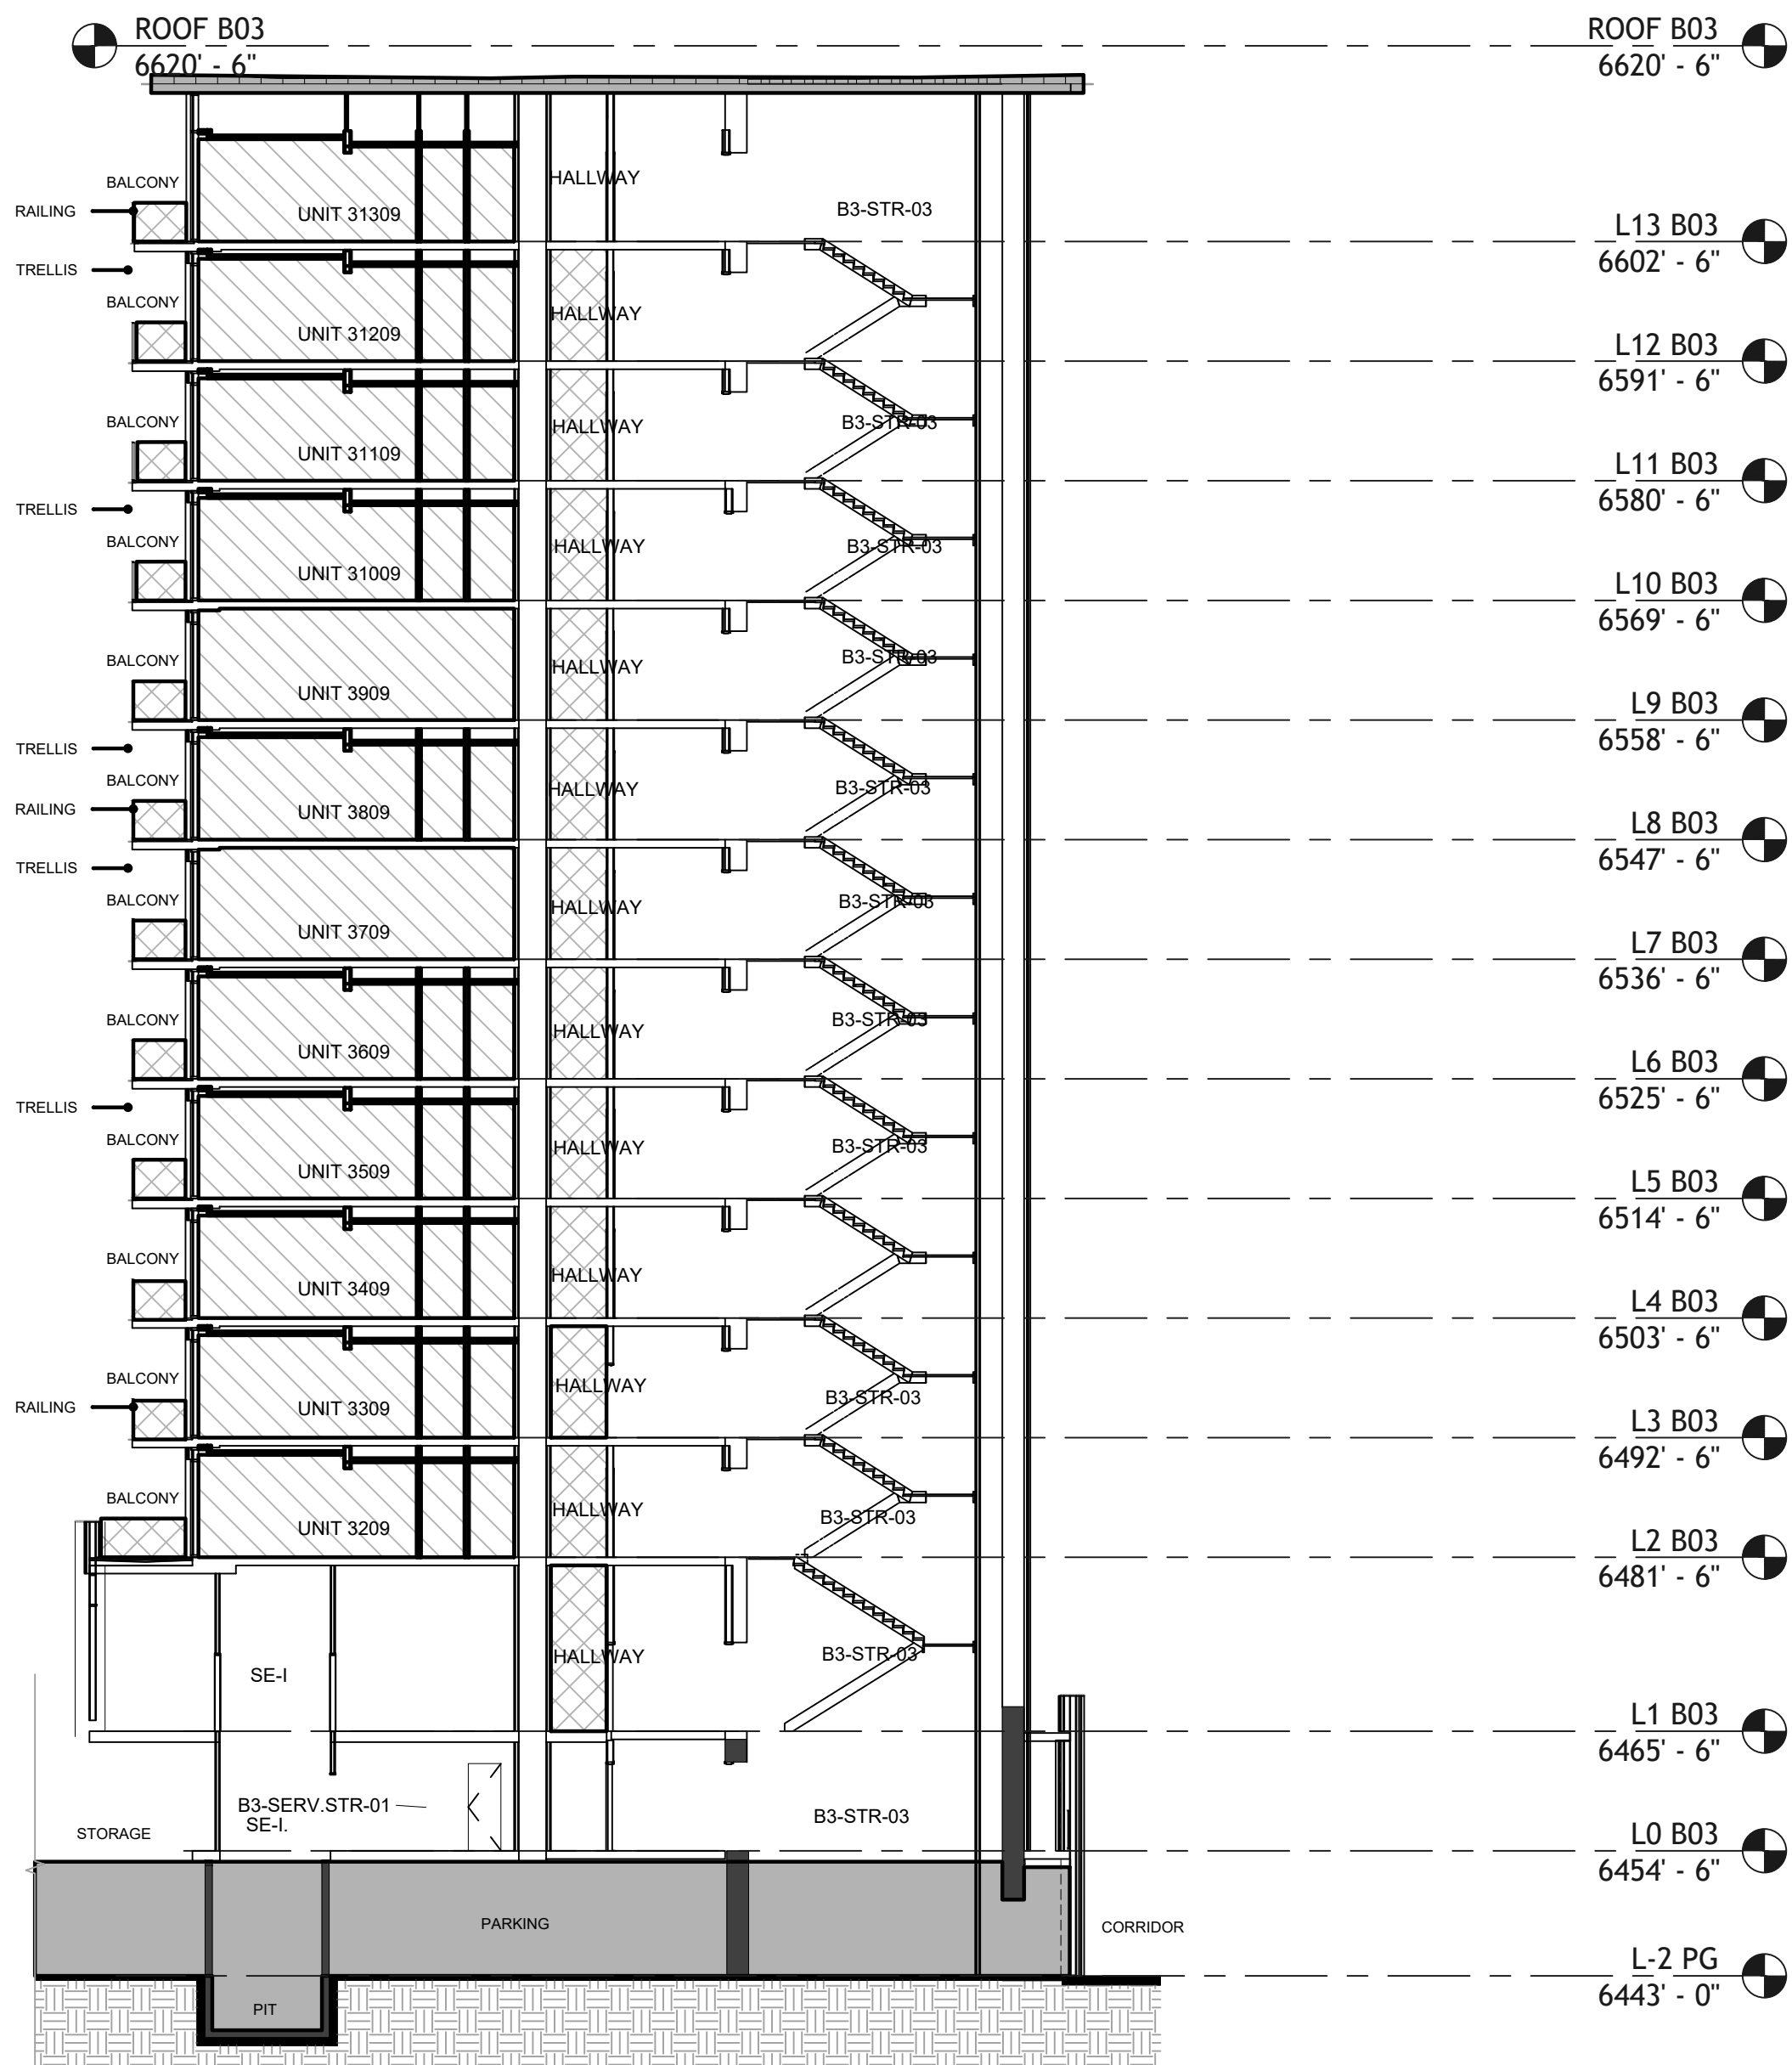 ROOF B03
6620' - 6"
ROOF B03
6620' - 6"
BALCONY
HALLWAY
RAILING
UNIT 31309
B3-STR-03
L13 B03
6602' - 6"
TRELLIS
BALCONY
HALLWAY
UNIT 31209
L12 B03
6591' - 6"
BALCONY
HALLWAY
B3-STR-03
UNIT 31109
L11 B03
6580' - 6"
TRELLIS
BALCONY
HALLWAY
B3-STR-03
UNIT 31009
L10 B03
6569' - 6"
BALCONY
HALLWAY
B3-STR-03
UNIT 3909
L9 B03
6558' - 6"
TRELLIS
BALCONY
HALLWAY
B3-STR-03
RAILING
UNIT 3809
L8 B03
6547' - 6"
TRELLIS
BALCONY
HALLWAY
B3-STR-03
UNIT 3709
L7 B03
6536' - 6"
BALCONY
HALLWAY
B3-STR-03
UNIT 3609
L6 B03
6525' - 6"
TRELLIS
BALCONY
HALLWAY
B3-STR-03
UNIT 3509
L5 B03
6514' - 6"
BALCONY
HALLWAY
UNIT 3409
L4 B03
6503' - 6"
BALCONY
HALLWAY
B3-STR-03
RAILING
UNIT 3309
L3 B03
6492' - 6"
BALCONY
HALLWAY
B3-STR-03
UNIT 3209
L2 B03
6481' - 6"
HALLWAY
B3-STR-03
SE-I
L1 B03
6465' - 6"
B3-SERV.STR-01
SE-I.
B3-STR-03
STORAGE
L0 B03
6454' - 6"
PARKING
CORRIDOR
L-2 PG
6443' - 0"
PIT